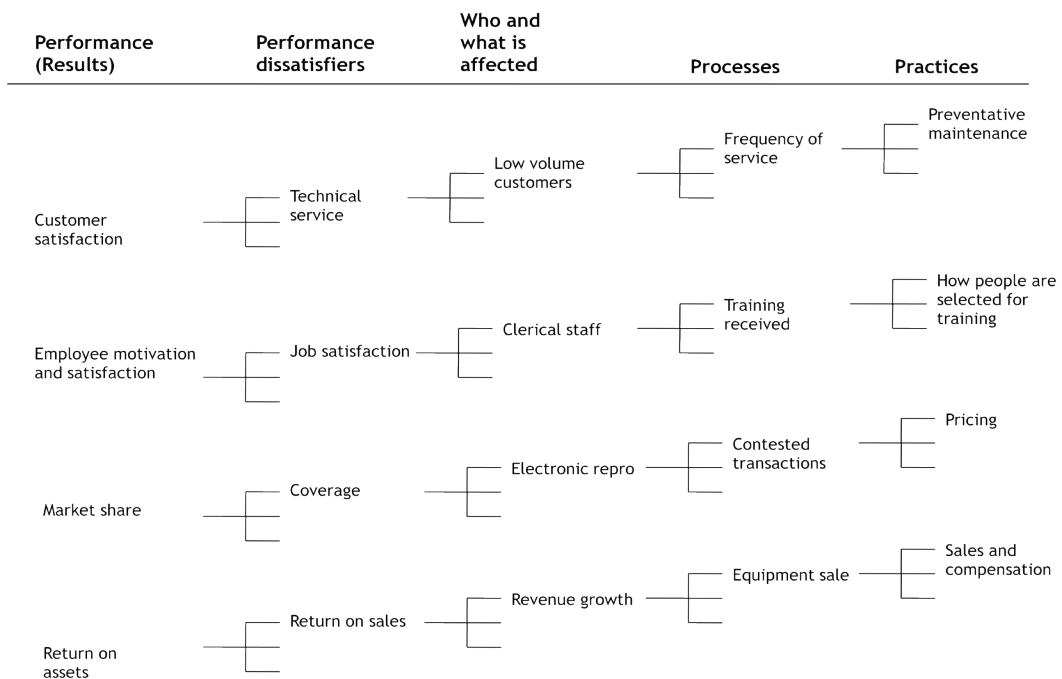 Performance
(Results)
Performance
dissatisfiers
Who and
what is
affected
Processes
Practices
Customer
satisfaction
Technical
service
Low volume
customers
Frequency of
service
Preventative
maintenance
Employee motivation
and satisfaction
Job satisfaction
Clerical staff
Training
received
How people are
selected for
training
Market share
Coverage
Electronic repro
Contested
transactions
Pricing
Return on
assets
Return on sales
Revenue growth
Equipment sale
Sales and
compensation